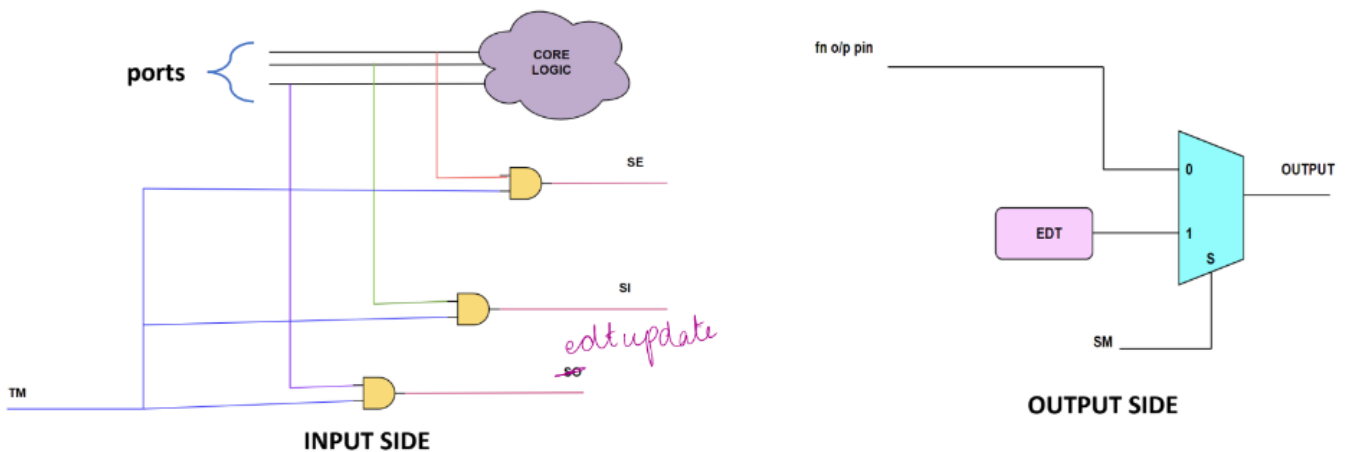 ports
CORE
LOGIC
SE
SI
edt update
SO
TM
INPUT SIDE
fn o/p pin
0
OUTPUT
EDT
1
S
SM
OUTPUT SIDE